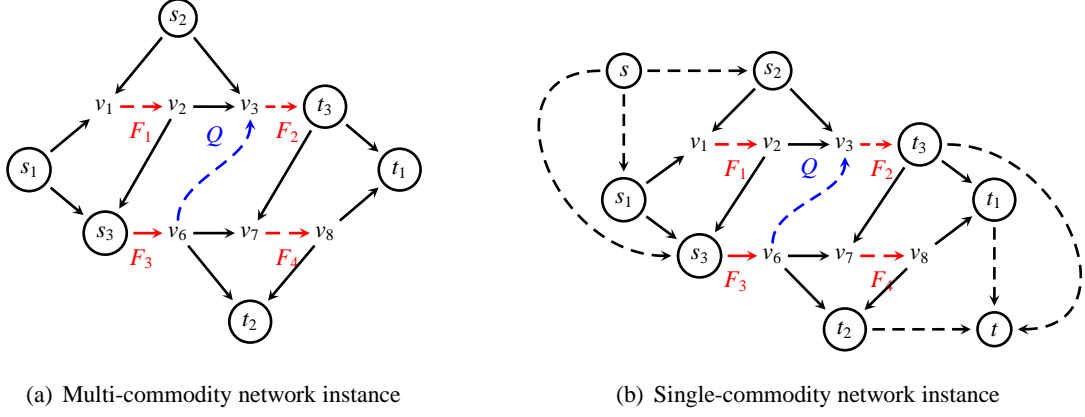 s₂
v₁ v₂ v₃ t₃
F₁ Q F₂
s₁ t₁
s₃ v₆ v₇ v₈
F₃ F₄
t₂
(a) Multi-commodity network instance
s s₂
v₁ v₂ v₃ t₃
F₁ Q F₂
s₁ t₁
s₃ v₆ v₇ v₈
F₃ F₄
t₂ t
(b) Single-commodity network instance